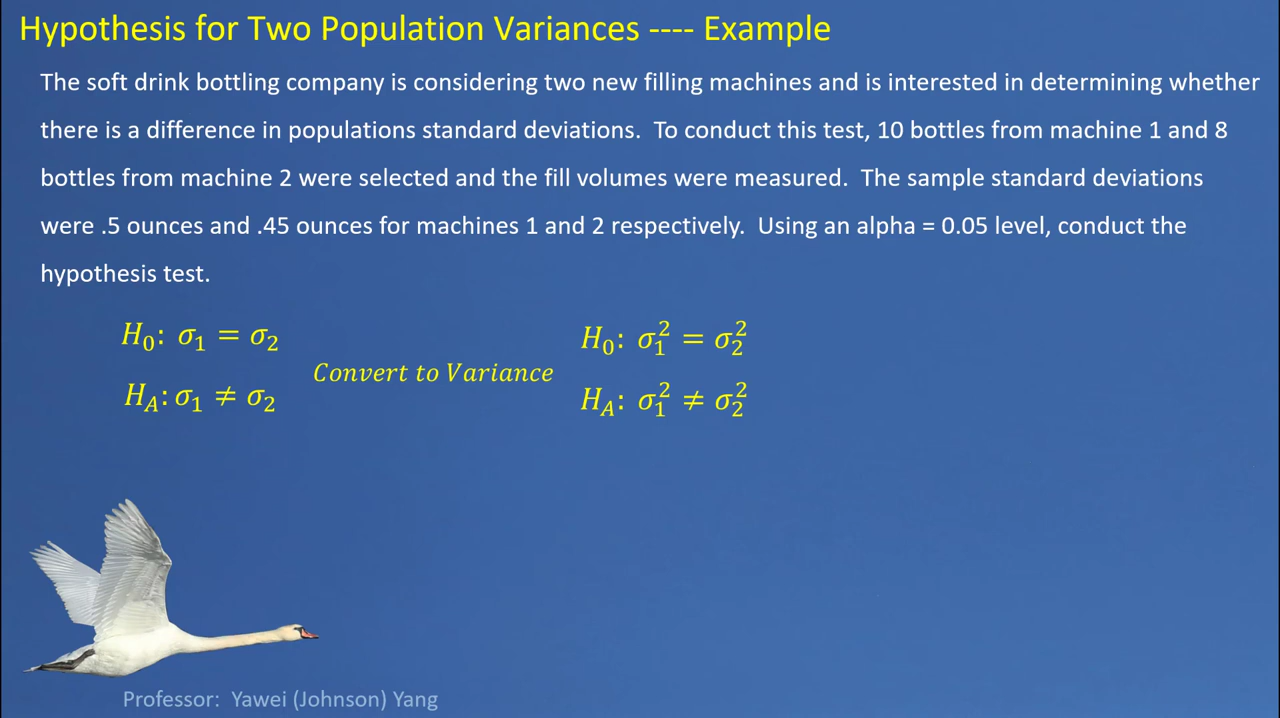 Hypothesis for Two Population Variances ---- Example
The soft drink bottling company is considering two new filling machines and is interested in determining whether
there is a difference in populations standard deviations.  To conduct this test, 10 bottles from machine 1 and 8
bottles from machine 2 were selected and the fill volumes were measured.  The sample standard deviations
were .5 ounces and .45 ounces for machines 1 and 2 respectively.  Using an alpha = 0.05 level, conduct the
hypothesis test.
H₀: σ₁ = σ₂
H_A: σ₁ ≠ σ₂
Convert to Variance
H₀: σ₁² = σ₂²
H_A: σ₁² ≠ σ₂²
Professor:  Yawei (Johnson) Yang